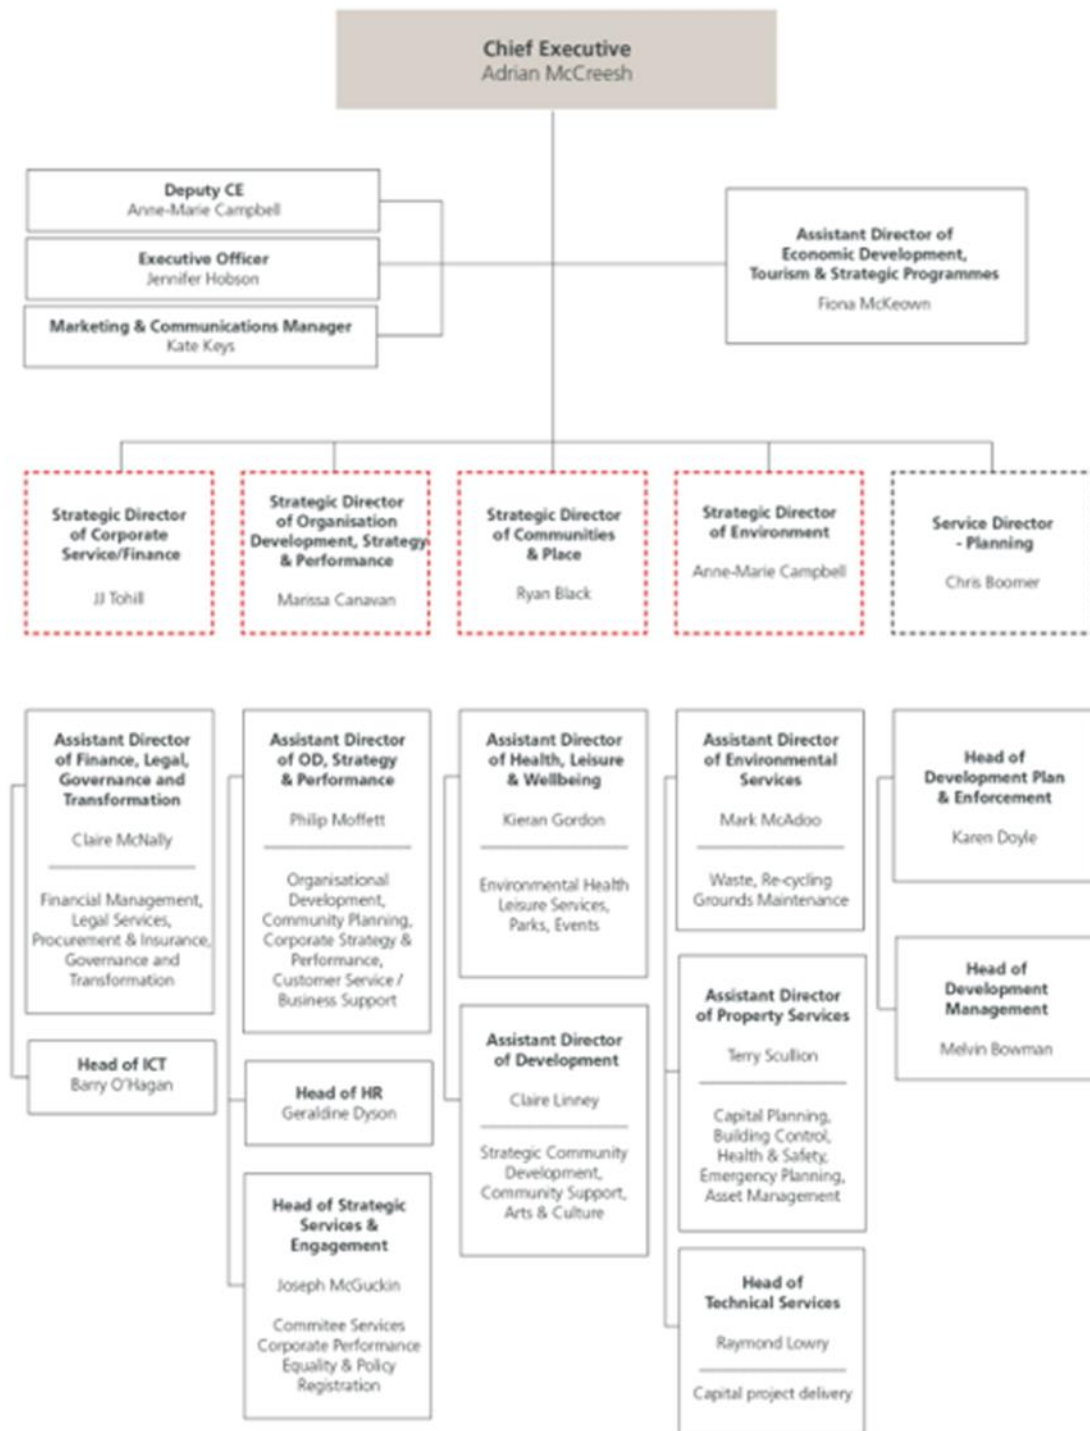 Chief Executive
Adrian McCreesh
Deputy CE
Anne-Marie Campbell
Executive Officer
Jennifer Hobson
Marketing & Communications Manager
Kate Keys
Assistant Director of
Economic Development,
Tourism & Strategic Programmes
Fiona McKeown
Strategic Director
of Corporate
Service/Finance
JJ Tohill
Strategic Director
of Organisation
Development, Strategy
& Performance
Marissa Canavan
Strategic Director
of Communities
& Place
Ryan Black
Strategic Director
of Environment
Anne-Marie Campbell
Service Director
- Planning
Chris Boomer
Assistant Director
of Finance, Legal,
Governance and
Transformation
Claire McNally
Financial Management,
Legal Services,
Procurement & Insurance,
Governance and
Transformation
Head of ICT
Barry O'Hagan
Assistant Director
of OD, Strategy
& Performance
Philip Moffett
Organisational
Development,
Community Planning,
Corporate Strategy &
Performance,
Customer Service /
Business Support
Head of HR
Geraldine Dyson
Head of Strategic
Services &
Engagement
Joseph McGuckin
Commitee Services
Corporate Performance
Equality & Policy
Registration
Assistant Director
of Health, Leisure
& Wellbeing
Kieran Gordon
Environmental Health
Leisure Services,
Parks, Events
Assistant Director
of Development
Claire Linney
Strategic Community
Development,
Community Support,
Arts & Culture
Assistant Director
of Environmental
Services
Mark McAdoo
Waste, Re-cycling
Grounds Maintenance
Assistant Director
of Property Services
Terry Scullion
Capital Planning,
Building Control,
Health & Safety,
Emergency Planning,
Asset Management
Head of
Technical Services
Raymond Lowry
Capital project delivery
Head of
Development Plan
& Enforcement
Karen Doyle
Head of
Development
Management
Melvin Bowman